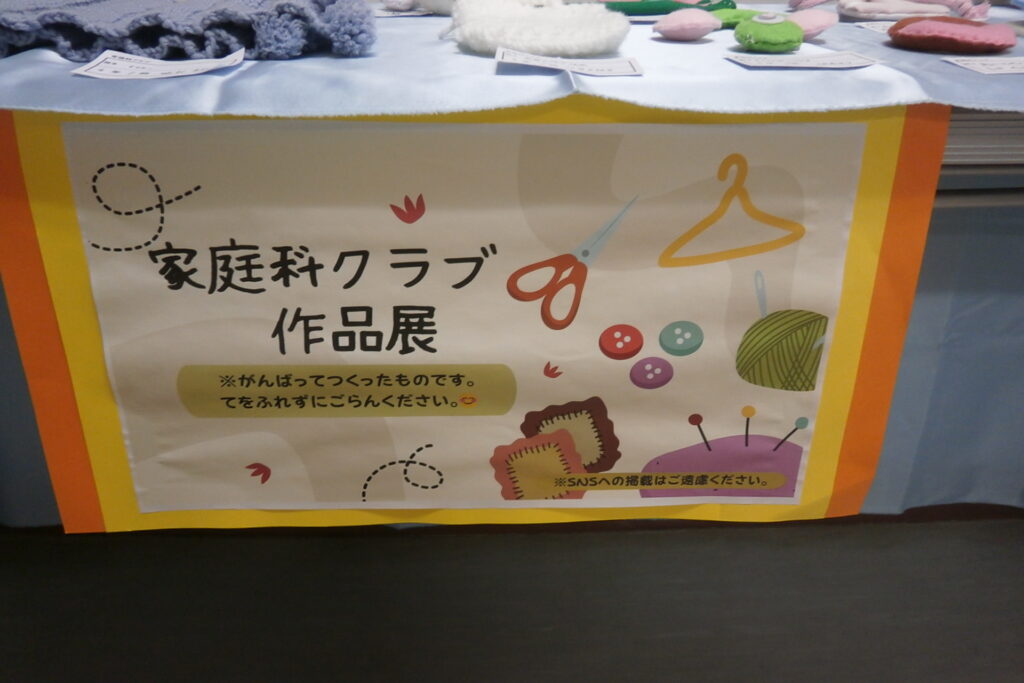 家庭科クラブ
作品展
※がんばってつくったものです。
てをふれずにごらんください。
※SNSへの掲載はご遠慮ください。